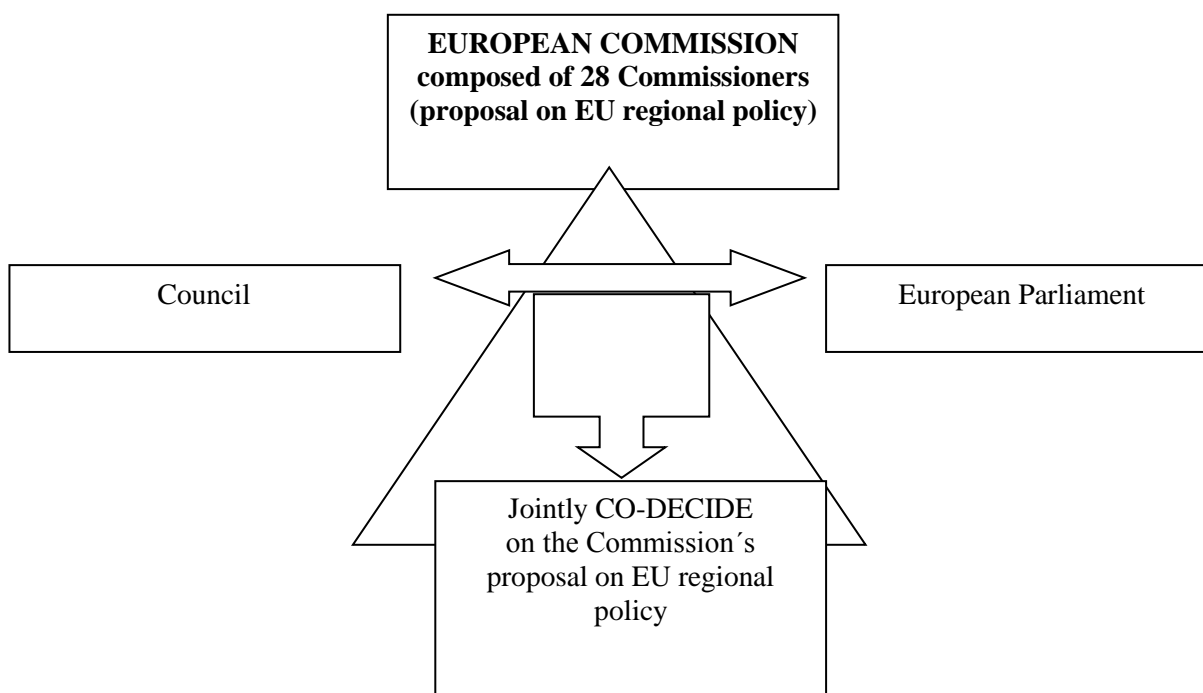 EUROPEAN COMMISSION
composed of 28 Commissioners
(proposal on EU regional policy)
Council
European Parliament
Jointly CO-DECIDE
on the Commission´s
proposal on EU regional
policy